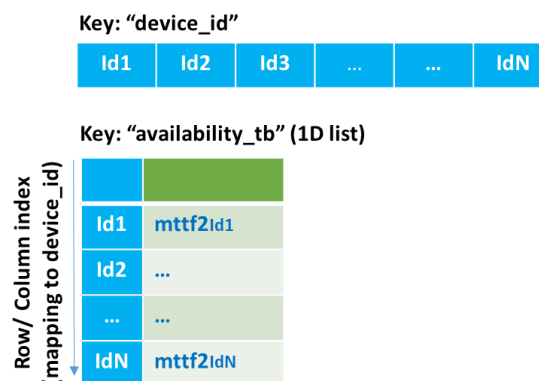 Key: “device_id”
Id1 Id2 Id3 ... ... IdN
Key: “availability_tb” (1D list)
Row/ Column index
(mapping to device_id)
Id1 mttf2Id1
Id2 ...
... ...
IdN mttf2IdN